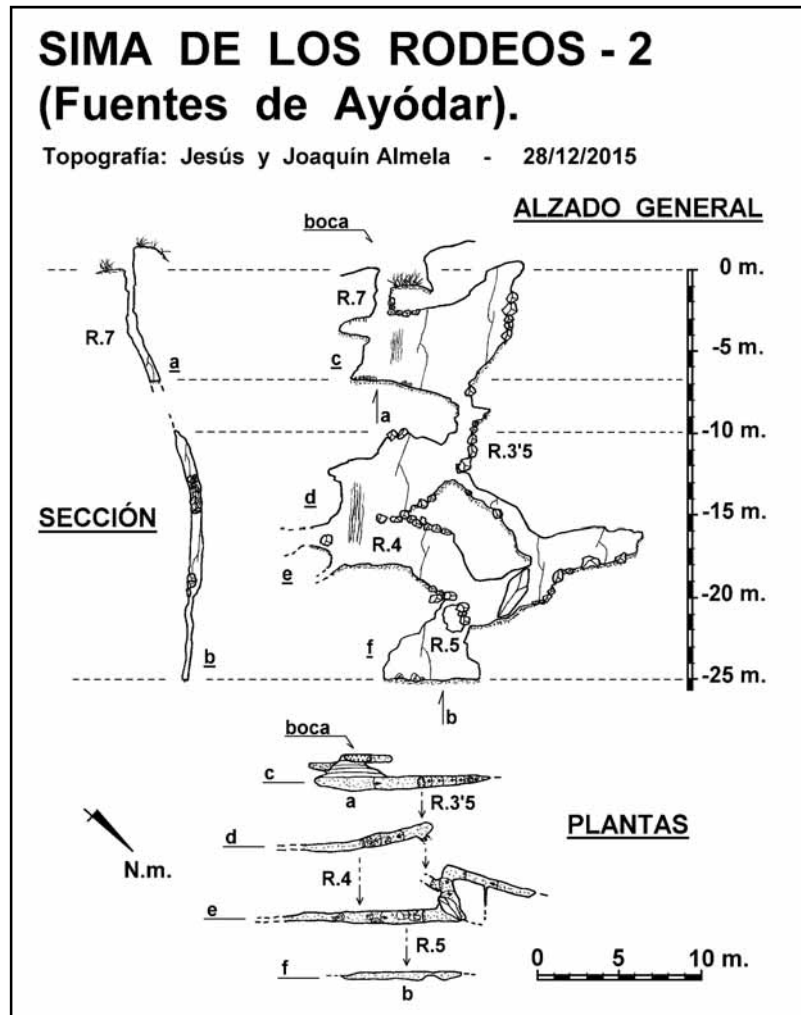 SIMA DE LOS RODEOS - 2
(Fuentes de Ayódar).
Topografía: Jesús y Joaquín Almela - 28/12/2015
ALZADO GENERAL
boca
0 m.
R.7
R.7
-5 m.
a
c
a
-10 m.
R.3'5
d
SECCIÓN
-15 m.
R.4
e
-20 m.
R.5
b
f
-25 m.
b
boca
c
a
R.3'5
PLANTAS
d
N.m.
R.4
e
R.5
f
b
0 10 m.